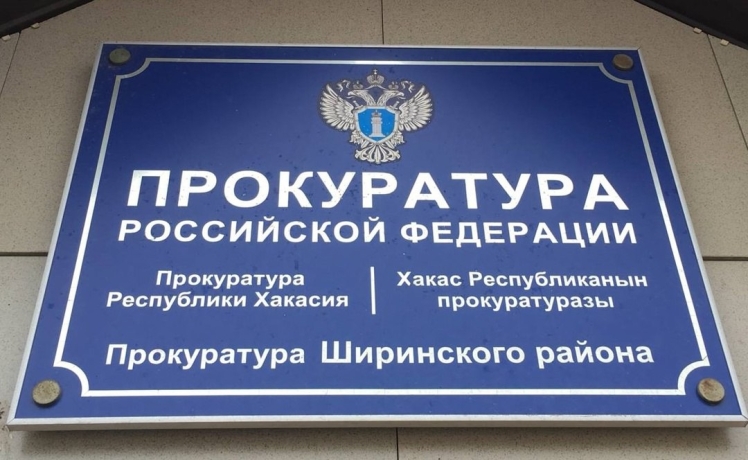 ПРОКУРАТУРА
РОССИЙСКОЙ ФЕДЕРАЦИИ
Прокуратура
Республики Хакасия
Хакас Республиканын
прокуратуразы
Прокуратура Ширинского района